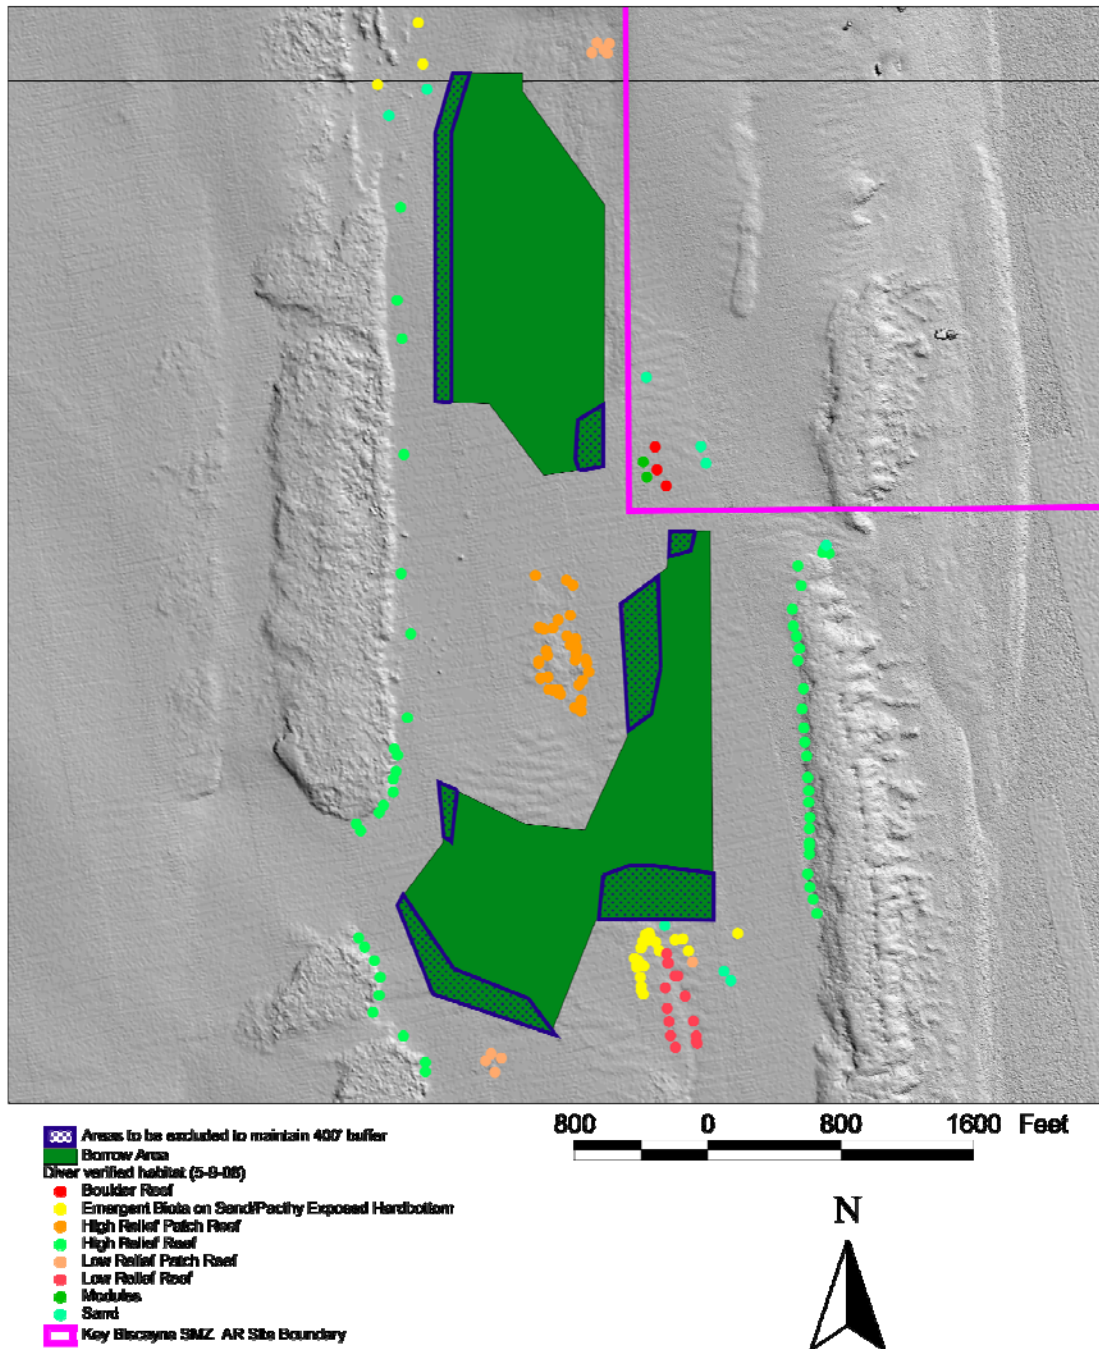 800 0 800 1600 Feet
Areas to be excluded to maintain 400' buffer
Borrow Area
Diver verified habitat (5-9-06)
Boulder Reef
Emergent Biota on Sand/Pacthy Exposed Hardbottom
High Relief Patch Reef
High Relief Reef
Low Relief Patch Reef
Low Relief Reef
Modules
Sand
Key Biscayne SMZ AR Site Boundary
N